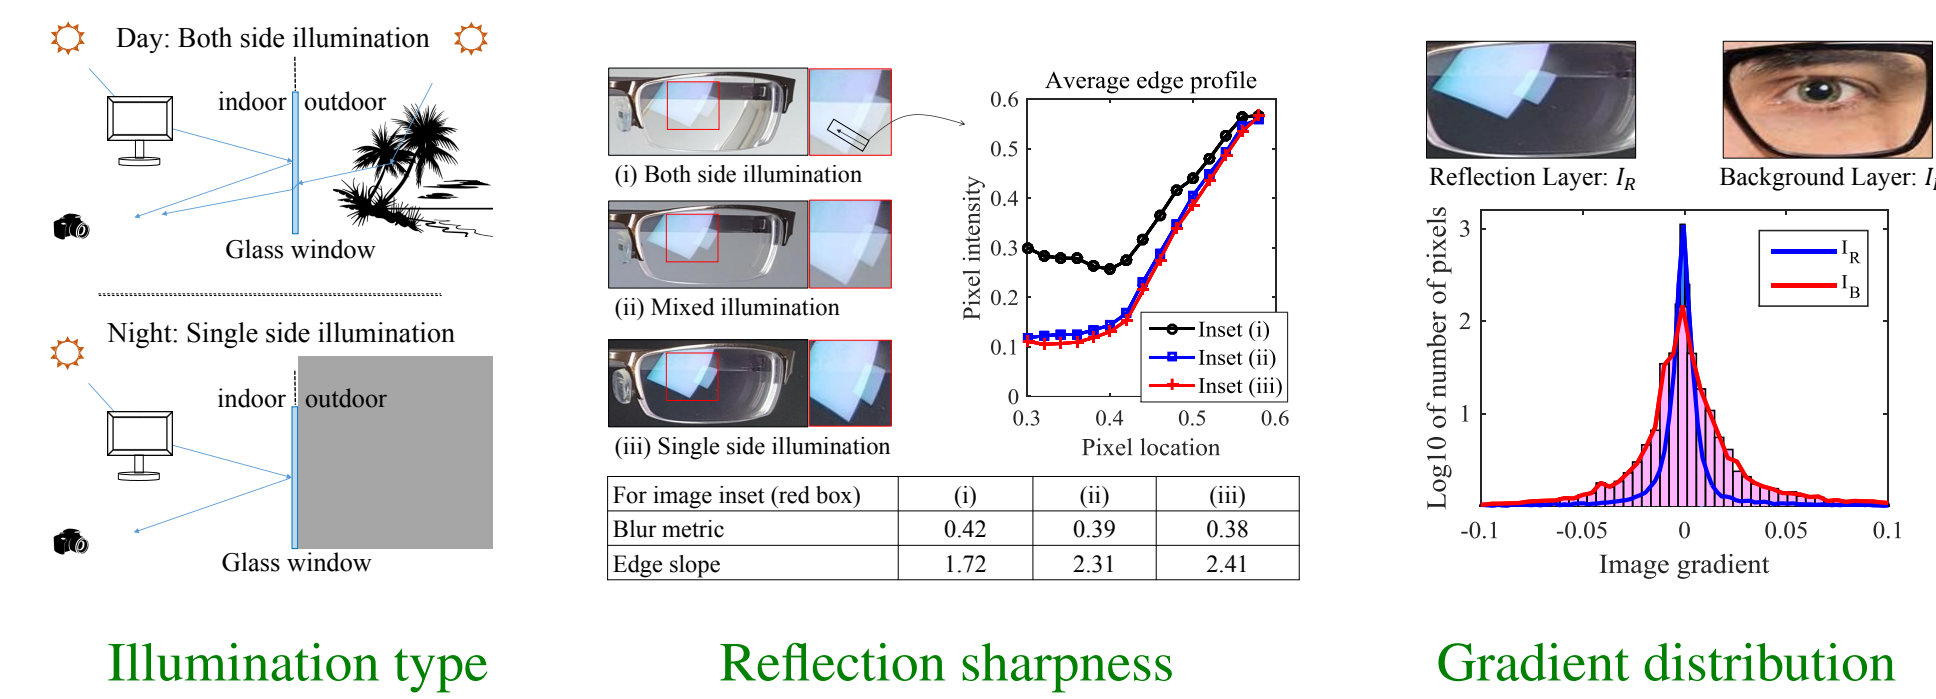 Day: Both side illumination
indoor outdoor
Glass window
Night: Single side illumination
indoor outdoor
Glass window
Illumination type
(i) Both side illumination
(ii) Mixed illumination
(iii) Single side illumination
Average edge profile
0.6
0.5
0.4
0.3
0.2
0.1
0
Pixel intensity
Inset (i)
Inset (ii)
Inset (iii)
0.3 0.4 0.5 0.6
Pixel location
For image inset (red box) (i) (ii) (iii)
Blur metric 0.42 0.39 0.38
Edge slope 1.72 2.31 2.41
Reflection sharpness
Reflection Layer: I_R
Background Layer:
Log10 of number of pixels
3
2
1
I_R
I_B
-0.1 -0.05 0 0.05 0.1
Image gradient
Gradient distribution